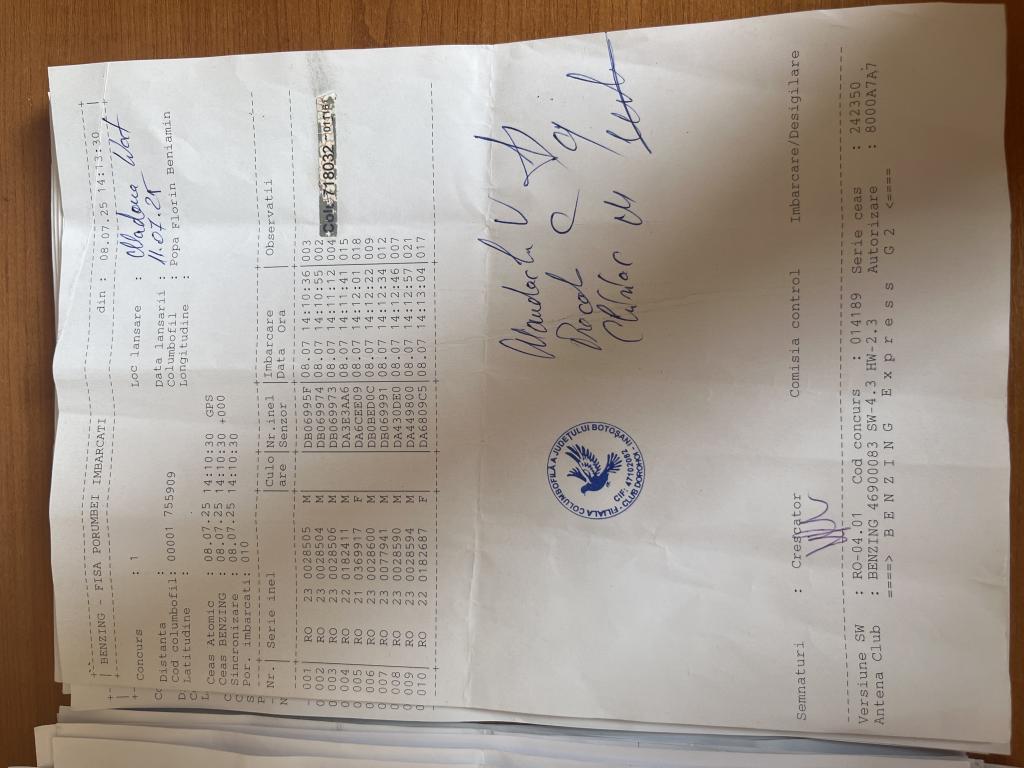 BENZING - FISA PORUMBEI IMBARCATI din : 08.07.25 14:13:30
Concurs : 1 Loc lansare :
Distanta : Data lansarii : 11.07.25
Cod columbofil: 00001 755909 Columbofil : Popa Florin Beniamin
Latitudine : Longitudine :
Ceas Atomic : 08.07.25 14:10:30 GPS
Ceas BENZING : 08.07.25 14:10:30 +000
Sincronizare : 08.07.25 14:10:30
Por. imbarcati: 010
Nr. Serie inel Culo Nr.inel Imbarcare Observatii
are Senzor Data Ora
001 RO 23 0028505 M DB06995F 08.07 14:10:36 003
002 RO 23 0028504 M DB069974 08.07 14:10:55 002
003 RO 23 0028506 M DB069973 08.07 14:11:12 004
004 RO 22 0182411 M DA3E3AA6 08.07 14:11:41 015
005 RO 21 0369917 F DA6CEE09 08.07 14:12:01 018
006 RO 23 0028600 M DB0BED0C 08.07 14:12:22 009
007 RO 23 0077941 M DB069991 08.07 14:12:34 012
008 RO 23 0028590 M DA430DE0 08.07 14:12:46 007
009 RO 23 0028594 M DA449800 08.07 14:12:57 021
010 RO 22 0182687 F DA6809C5 08.07 14:13:04 017
718032
FILIALA COLUMBOFILA A JUDETULUI BOTOSANI
CLUB DOROHOI
Semnaturi : Crescator Comisia control Imbarcare/Desigilare
Versiune SW : RO-04.01 Cod concurs : 014189 Serie ceas : 242350
Antena Club : BENZING 46900083 SW-4.3 HW-2.3 Autorizare : 8000A7A7
====> B E N Z I N G E x p r e s s G 2 <====